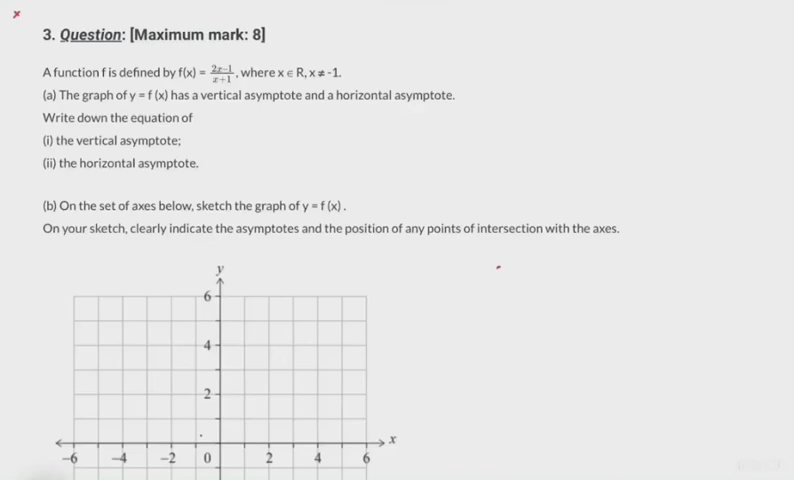 3. Question: [Maximum mark: 8]
A function f is defined by f(x) = \frac{2x-1}{x+1}, where x ∈ R, x ≠ -1.
(a) The graph of y = f (x) has a vertical asymptote and a horizontal asymptote.
Write down the equation of
(i) the vertical asymptote;
(ii) the horizontal asymptote.
(b) On the set of axes below, sketch the graph of y = f (x) .
On your sketch, clearly indicate the asymptotes and the position of any points of intersection with the axes.
y
6
4
2
x
-6 -4 -2 0 2 4 6